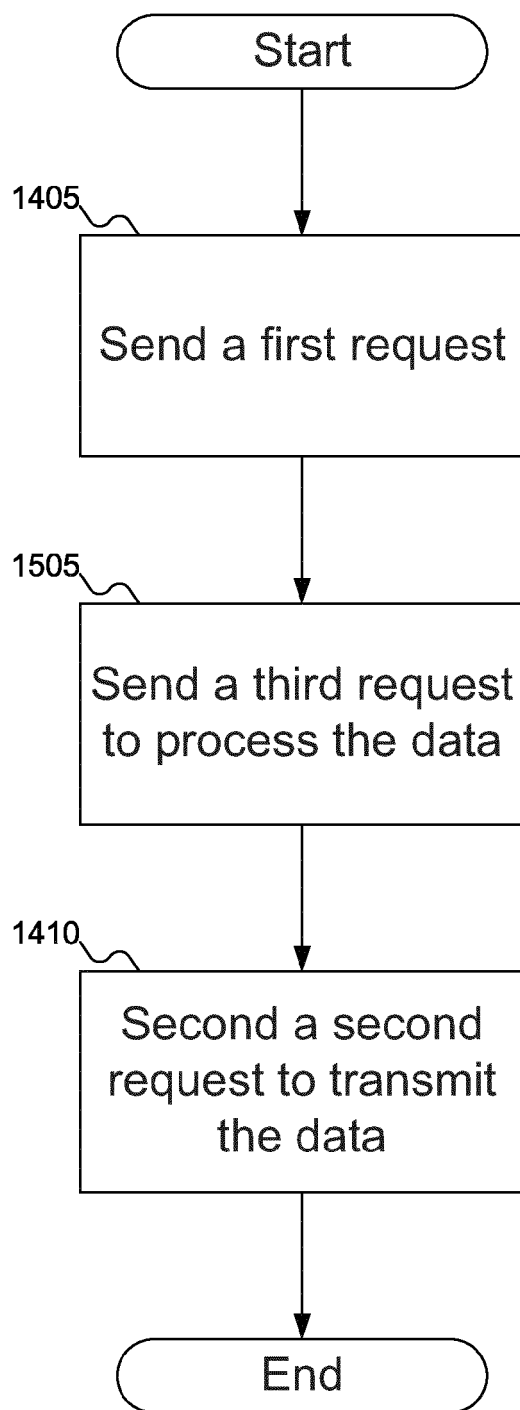 Start
1405
Send a first request
1505
Send a third request
to process the data
1410
Second a second
request to transmit
the data
End